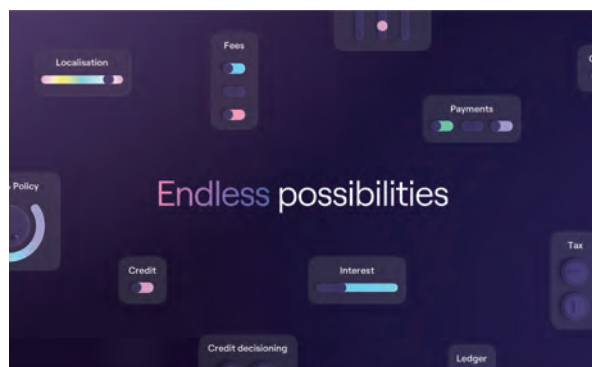 Fees
Localisation
Payments
Policy
Endless possibilities
Credit
Interest
Tax
Credit decisioning
Ledger